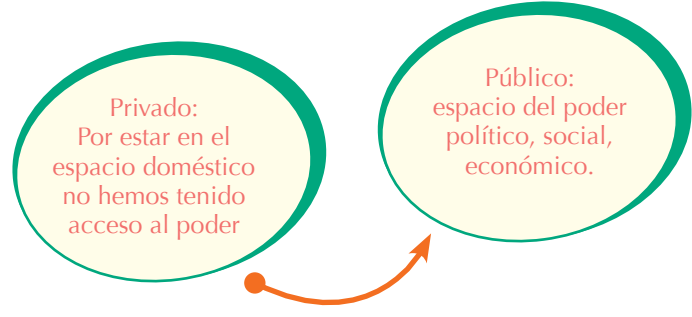 Privado:
Por estar en el
espacio doméstico
no hemos tenido
acceso al poder
Público:
espacio del poder
político, social,
económico.